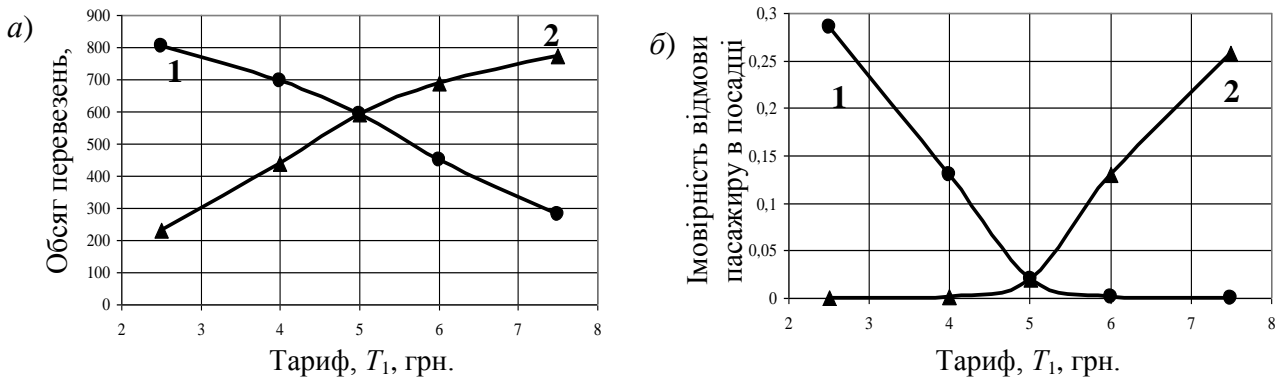 а)
Обсяг перевезень,
900
800
700
600
500
400
300
200
100
0
2 3 4 5 6 7 8
Тариф, T1, грн.
1
2
б)
Імовірність відмови
пасажиру в посадці
0,3
0,25
0,2
0,15
0,1
0,05
0
2 3 4 5 6 7 8
Тариф, T1, грн.
1
2